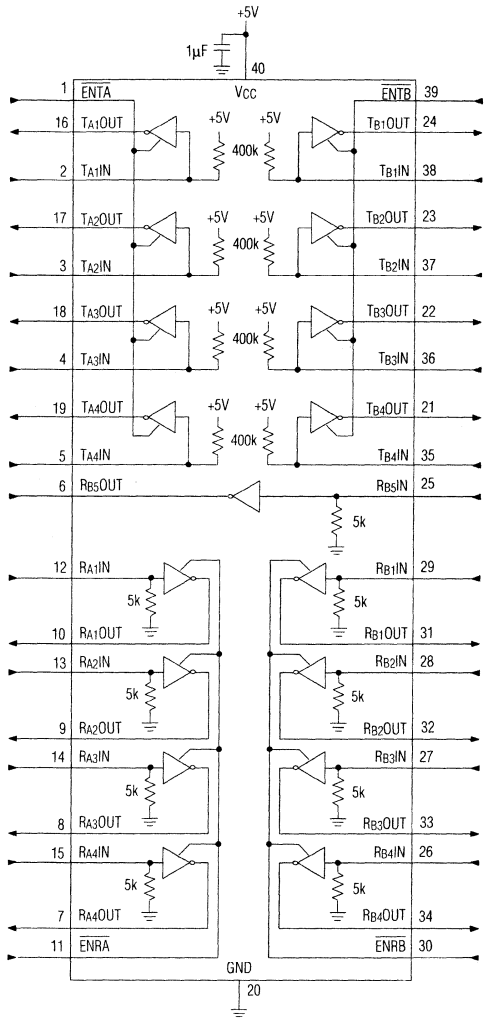 +5V
1µF
40
1 ENTA VCC ENTB 39
16 TA1OUT +5V +5V TB1OUT 24
400k
2 TA1IN TB1IN 38
17 TA2OUT +5V +5V TB2OUT 23
400k
3 TA2IN TB2IN 37
18 TA3OUT +5V +5V TB3OUT 22
400k
4 TA3IN TB3IN 36
19 TA4OUT +5V +5V TB4OUT 21
400k
5 TA4IN TB4IN 35
6 RB5OUT RB5IN 25
5k
12 RA1IN RB1IN 29
5k 5k
10 RA1OUT RB1OUT 31
13 RA2IN RB2IN 28
5k 5k
9 RA2OUT RB2OUT 32
14 RA3IN RB3IN 27
5k 5k
8 RA3OUT RB3OUT 33
15 RA4IN RB4IN 26
5k 5k
7 RA4OUT RB4OUT 34
11 ENRA ENRB 30
GND
20